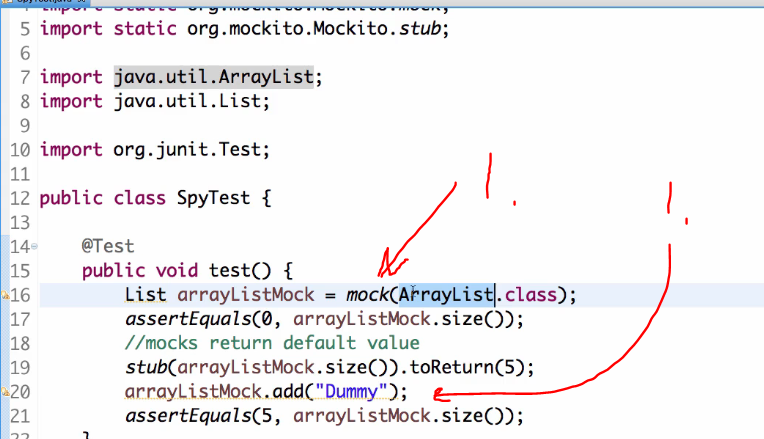 5 import static org.mockito.Mockito.stub;
6
7 import java.util.ArrayList;
8 import java.util.List;
9
10 import org.junit.Test;
11
12 public class SpyTest {
13
14 @Test
15 public void test() {
16 List arrayListMock = mock(ArrayList.class);
17 assertEquals(0, arrayListMock.size());
18 //mocks return default value
19 stub(arrayListMock.size()).toReturn(5);
20 arrayListMock.add("Dummy");
21 assertEquals(5, arrayListMock.size());
1.
1.